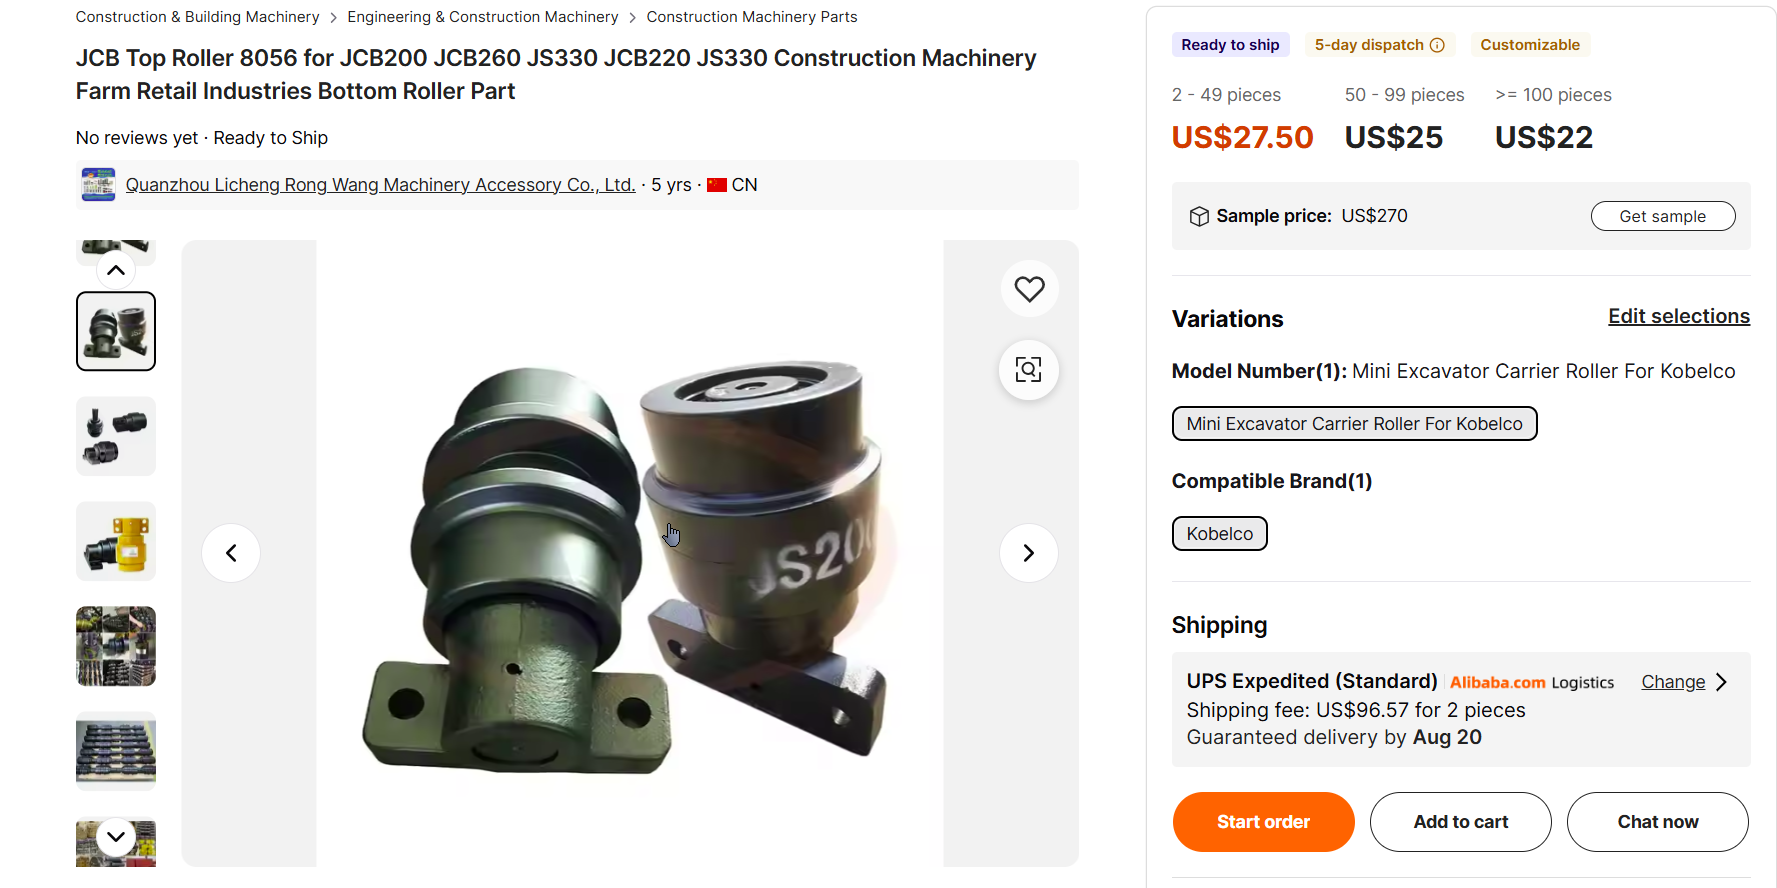 Construction & Building Machinery > Engineering & Construction Machinery > Construction Machinery Parts
JCB Top Roller 8056 for JCB200 JCB260 JS330 JCB220 JS330 Construction Machinery
Farm Retail Industries Bottom Roller Part
No reviews yet · Ready to Ship
Quanzhou Licheng Rong Wang Machinery Accessory Co., Ltd. · 5 yrs · CN
JS200
Ready to ship 5-day dispatch Customizable
2 - 49 pieces 50 - 99 pieces >= 100 pieces
US$27.50 US$25 US$22
Sample price: US$270 Get sample
Variations Edit selections
Model Number(1): Mini Excavator Carrier Roller For Kobelco
Mini Excavator Carrier Roller For Kobelco
Compatible Brand(1)
Kobelco
Shipping
UPS Expedited (Standard) Alibaba.com Logistics Change
Shipping fee: US$96.57 for 2 pieces
Guaranteed delivery by Aug 20
Start order Add to cart Chat now